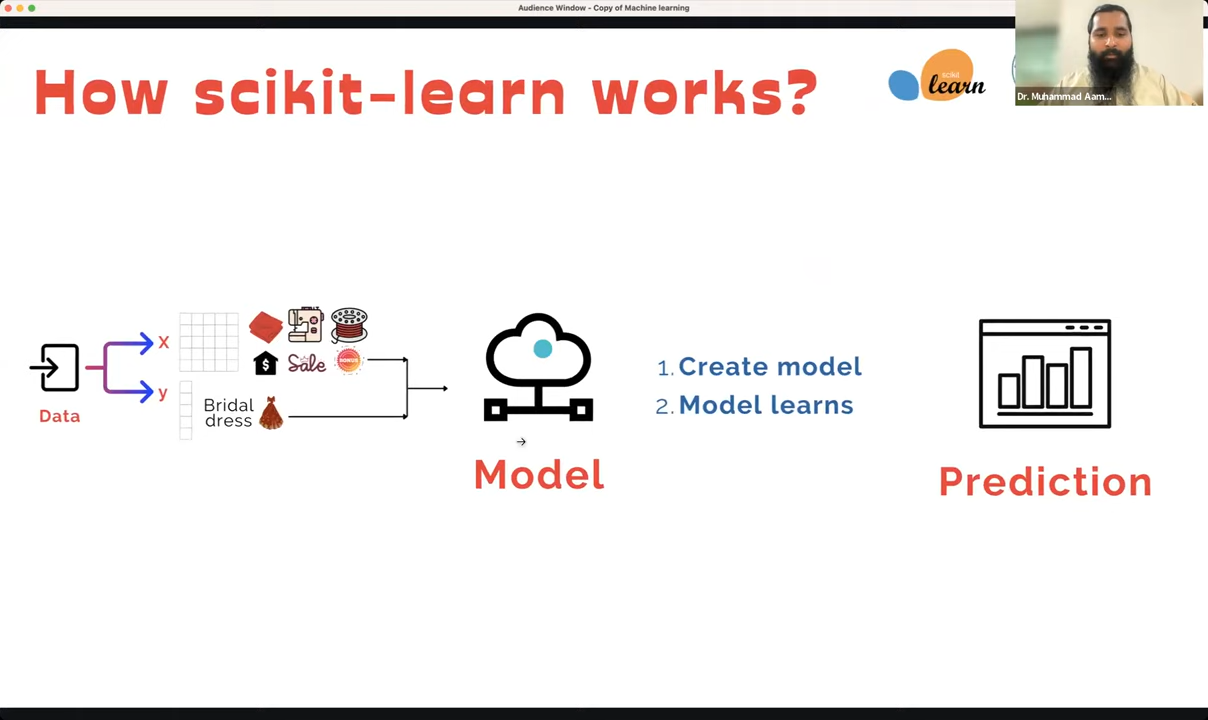 Audience Window - Copy of Machine learning
How scikit-learn works?
scikit
learn
Dr. Muhammad Aam...
X
y
Data
$
Sale
BONUS
Bridal
dress
Model
1. Create model
2. Model learns
Prediction